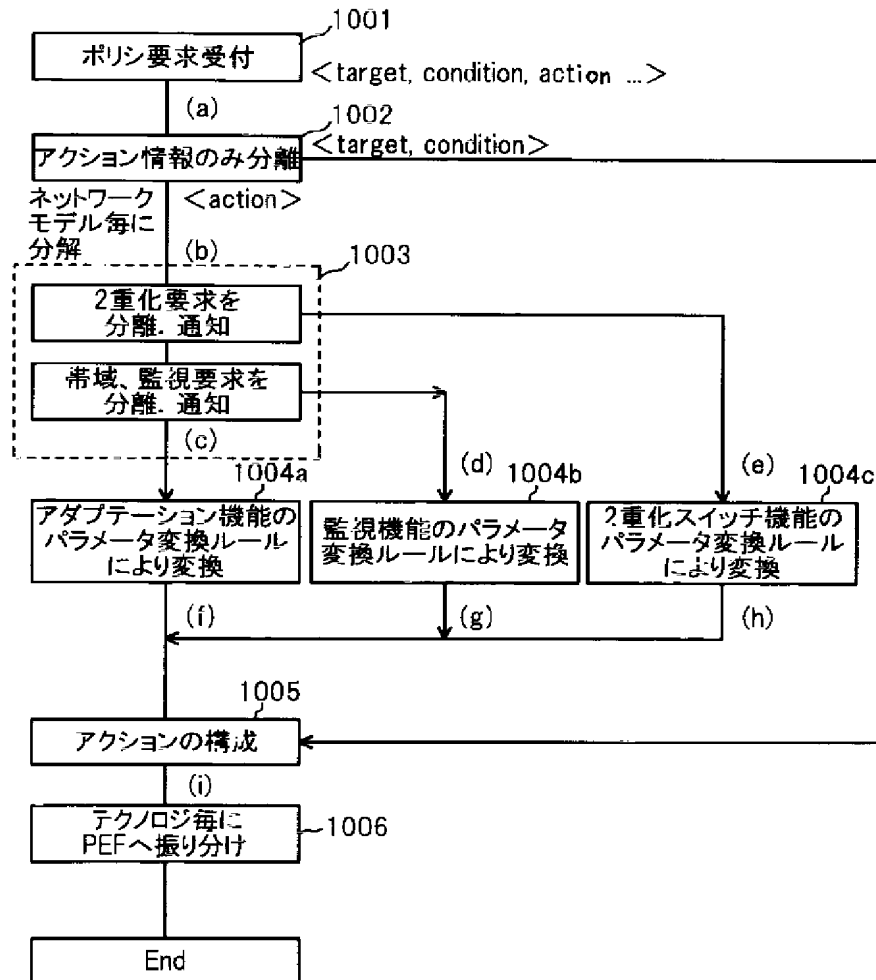 1001
ポリシ要求受付
<target, condition, action ...>
(a)
1002
アクション情報のみ分離
<target, condition>
ネットワーク
モデル毎に
分解
<action>
(b)
1003
2重化要求を
分離．通知
帯域、監視要求を
分離．通知
(c)
(d)
(e)
1004a
アダプテーション機能の
パラメータ変換ルール
により変換
1004b
監視機能のパラメータ
変換ルールにより変換
1004c
2重化スイッチ機能の
パラメータ変換ルール
により変換
(f)
(g)
(h)
1005
アクションの構成
(i)
テクノロジ毎に
PEFへ振り分け
1006
End